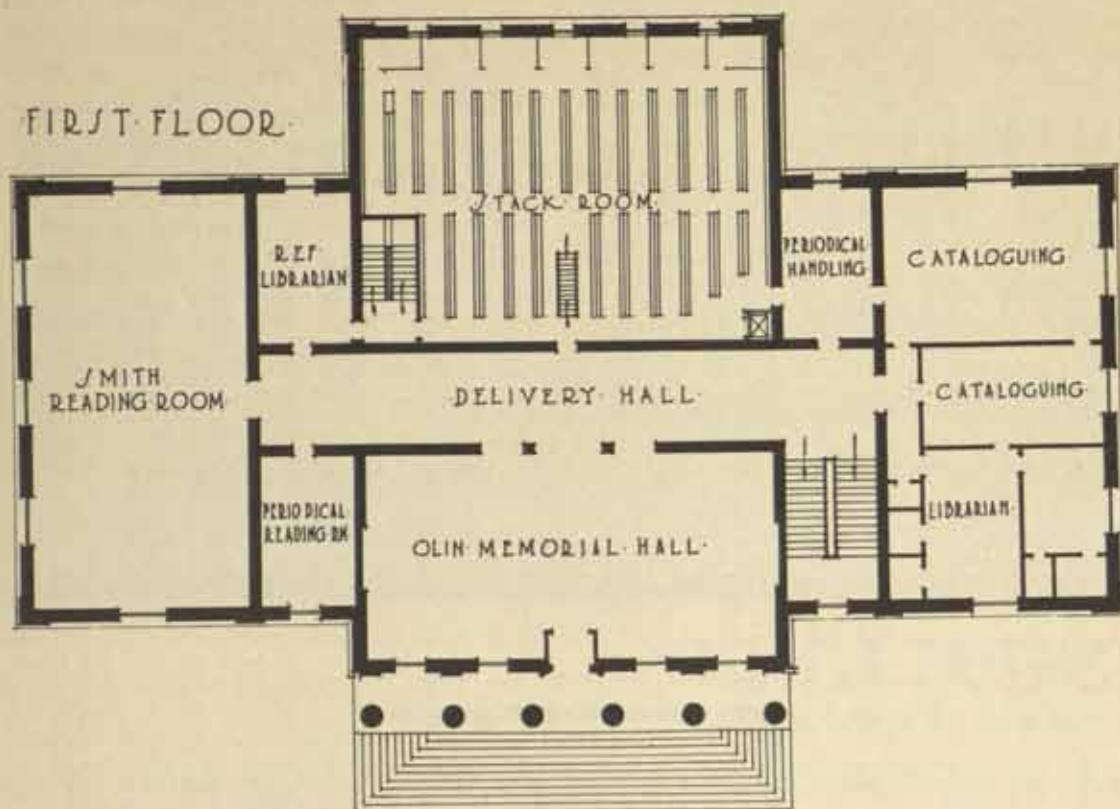 ·FIRST·FLOOR·
STACK·ROOM·
REF
LIBRARIAN
PERIODICAL
HANDLING
CATALOGUING
SMITH
READING·ROOM·
·DELIVERY·HALL·
CATALOGUING
PERIODICAL
READING·RM
OLIN·MEMORIAL·HALL·
LIBRARIAN